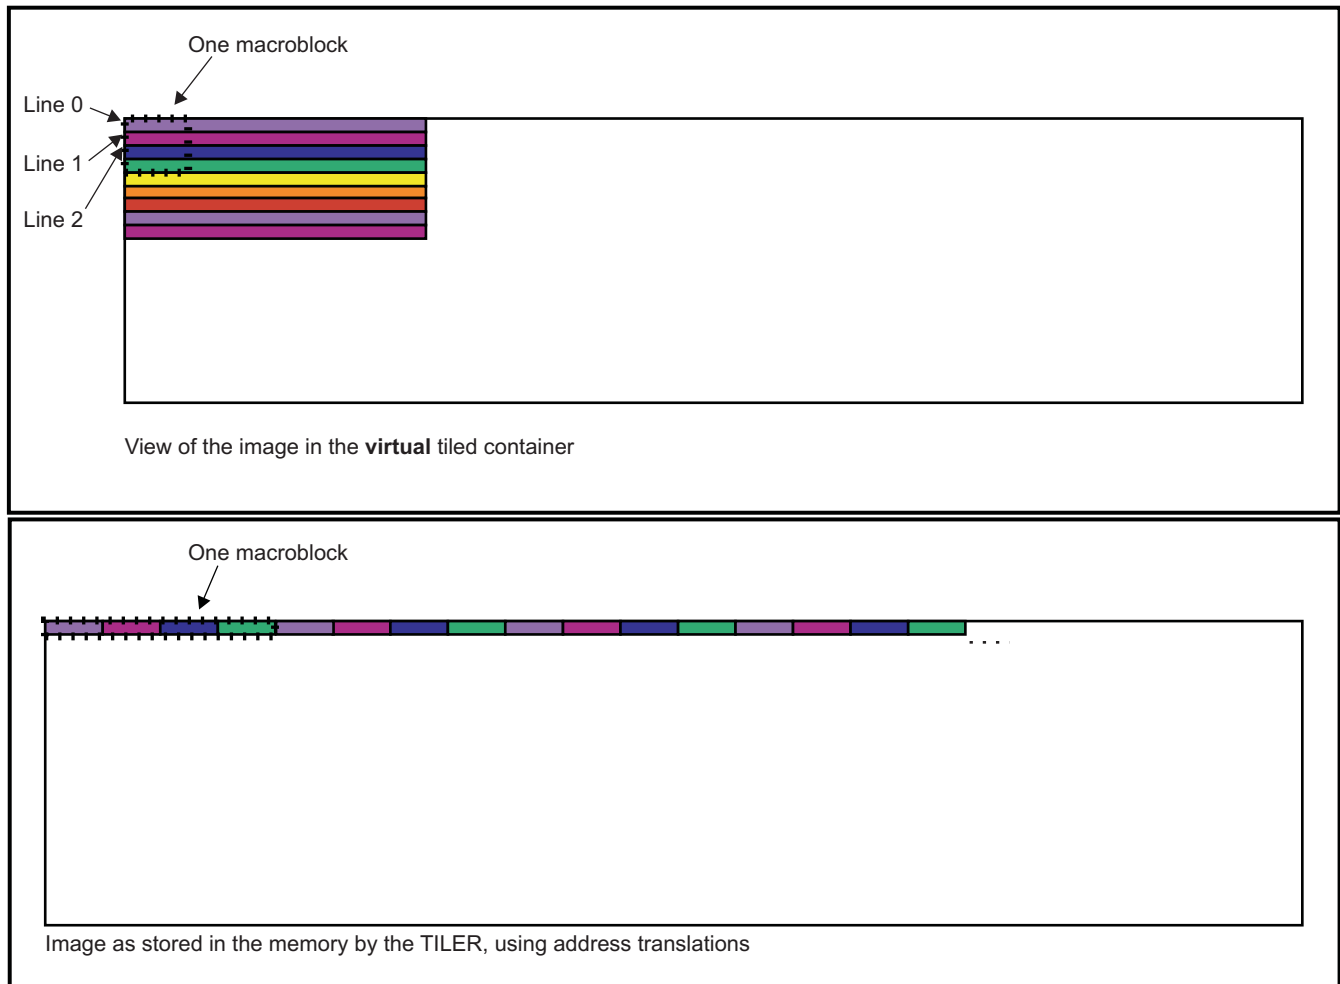 One macroblock
Line 0
Line 1
Line 2
View of the image in the virtual tiled container
One macroblock
Image as stored in the memory by the TILER, using address translations